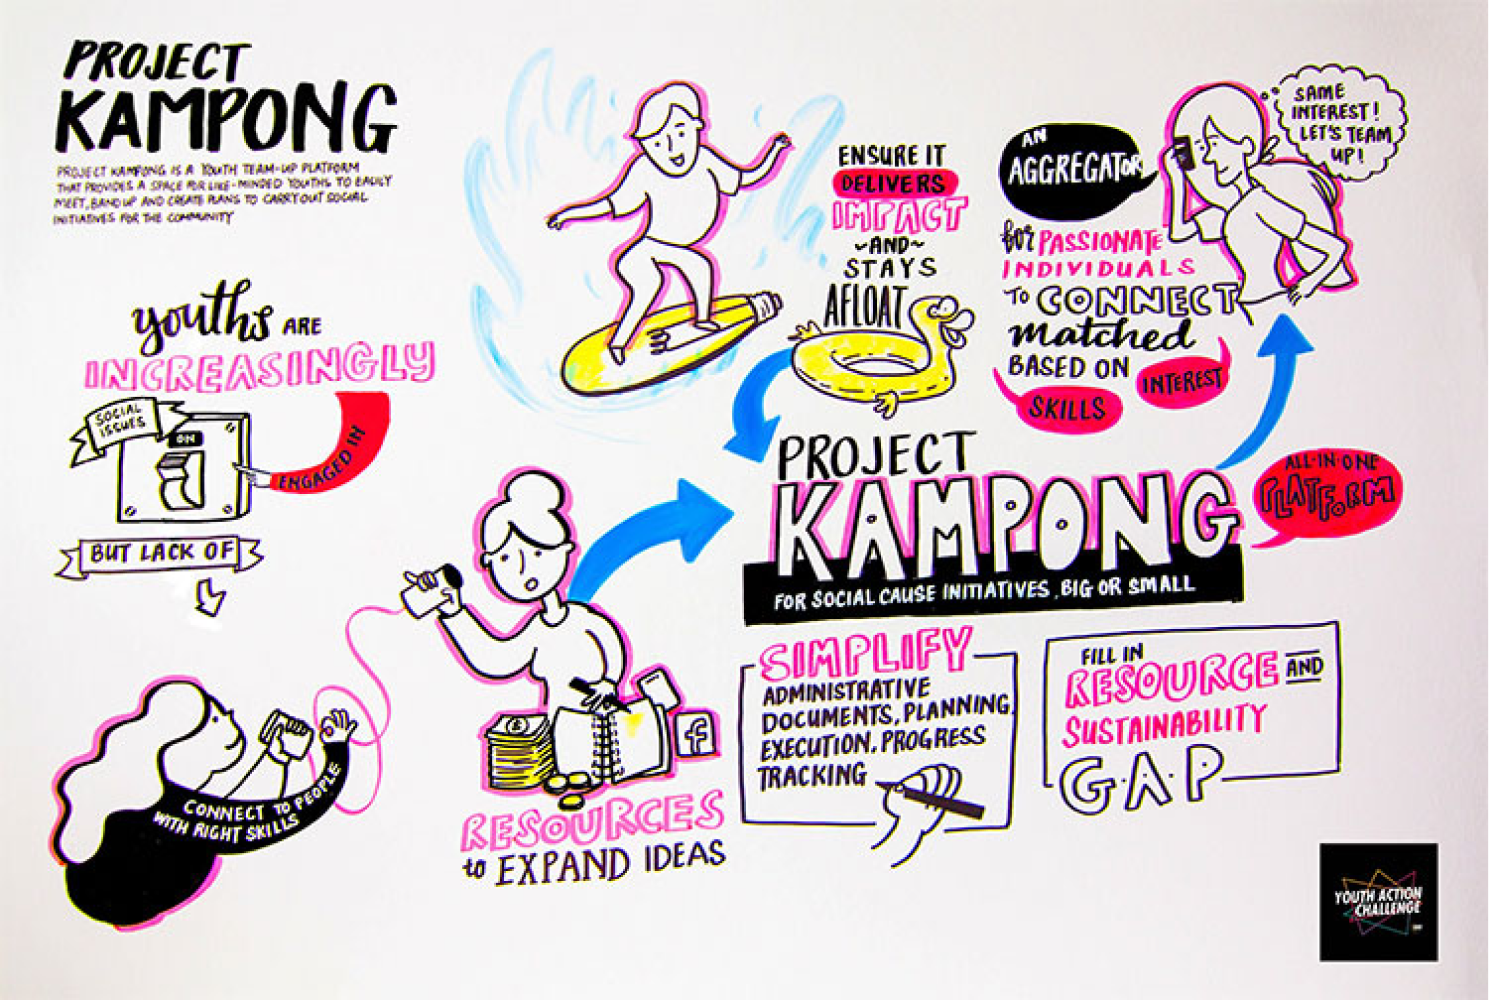 PROJECT
KAMPONG
PROJECT KAMPONG IS A YOUTH TEAM-UP PLATFORM
THAT PROVIDES A SPACE FOR LIKE-MINDED YOUTHS TO EASILY
MEET, BAND UP AND CREATE PLANS TO CARRY OUT SOCIAL
INITIATIVES FOR THE COMMUNITY
youths ARE
INCREASINGLY
SOCIAL
ISSUES
ON
ENGAGED IN
BUT LACK OF
CONNECT TO PEOPLE
WITH RIGHT SKILLS
$
f
RESOURCES
to EXPAND IDEAS
ENSURE IT
DELIVERS
IMPACT
~AND~
STAYS
AFLOAT
AN
AGGREGATOR
for PASSIONATE
INDIVIDUALS
TO CONNECT
matched
BASED ON
SKILLS
INTEREST
SAME
INTEREST!
LET'S TEAM
UP!
PROJECT
KAMPONG
FOR SOCIAL CAUSE INITIATIVES, BIG OR SMALL
ALL-IN-ONE
PLATFORM
SIMPLIFY
ADMINISTRATIVE
DOCUMENTS, PLANNING,
EXECUTION, PROGRESS
TRACKING
FILL IN
RESOURCE AND
SUSTAINABILITY
G.A.P
YOUTH ACTION
CHALLENGE